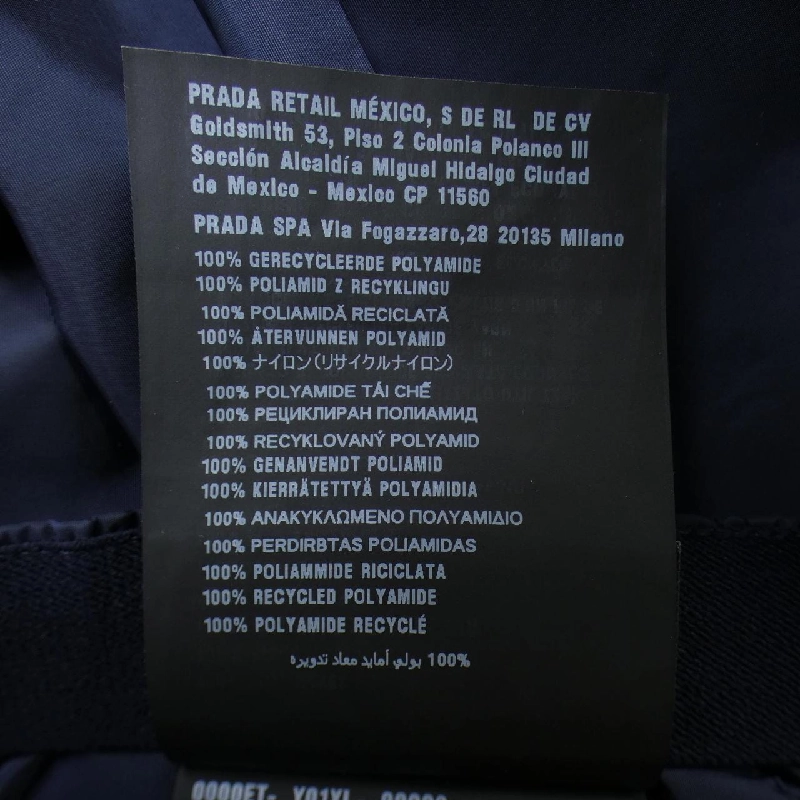 PRADA RETAIL MÉXICO, S DE RL DE CV
Goldsmith 53, Piso 2 Colonia Polanco III
Sección Alcaldía Miguel Hidalgo Ciudad
de Mexico - Mexico CP 11560
PRADA SPA Via Fogazzaro,28 20135 Milano
100% GERECYCLEERDE POLYAMIDE
100% POLIAMID Z RECYKLINGU
100% POLIAMIDĂ RECICLATĂ
100% ÅTERVUNNEN POLYAMID
100% ナイロン(リサイクルナイロン)
100% POLYAMIDE TÁI CHẾ
100% РЕЦИКЛИРАН ПОЛИАМИД
100% RECYKLOVANÝ POLYAMID
100% GENANVENDT POLIAMID
100% KIERRÄTETTYÄ POLYAMIDIA
100% ΑΝΑΚΥΚΛΩΜΕΝΟ ΠΟΛΥΑΜΙΔΙΟ
100% PERDIRBTAS POLIAMIDAS
100% POLIAMMIDE RICICLATA
100% RECYCLED POLYAMIDE
100% POLYAMIDE RECYCLÉ
100% بولي أمايد معاد تدويره